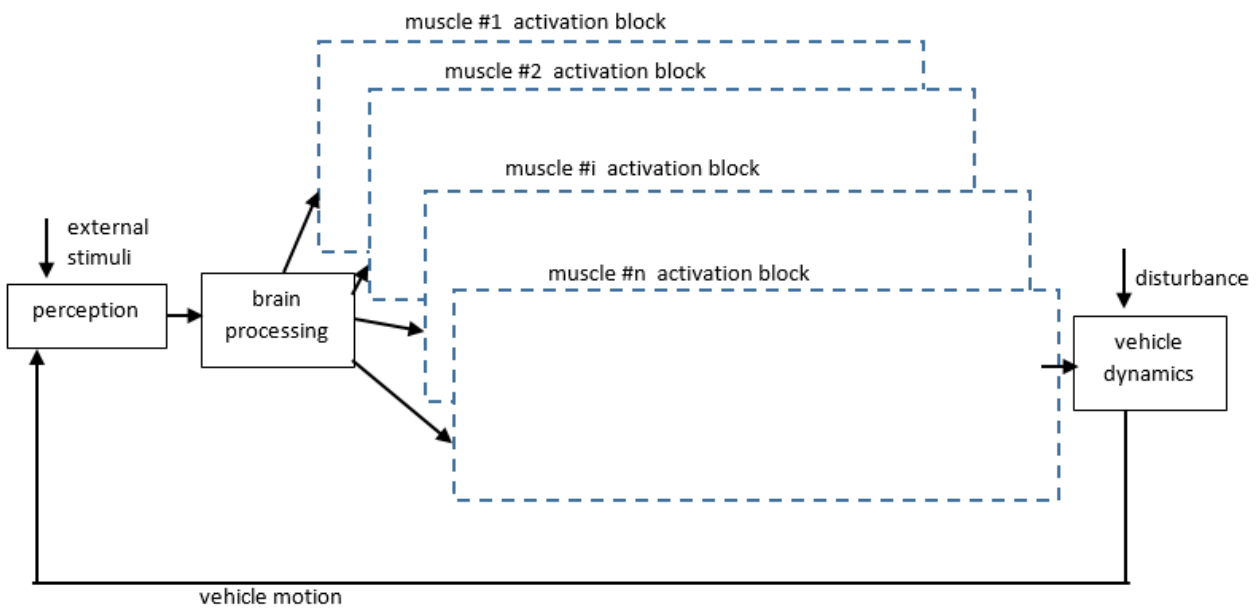 muscle #1 activation block
muscle #2 activation block
muscle #i activation block
external
stimuli
muscle #n activation block
disturbance
perception
brain
processing
vehicle
dynamics
vehicle motion